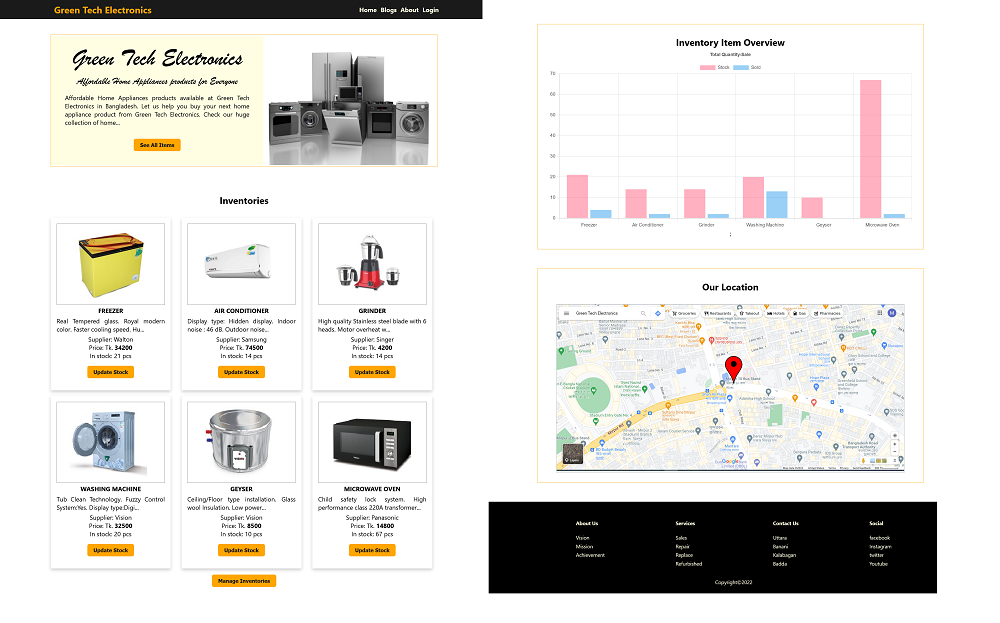 Green Tech Electronics
Home Blogs About Login
Green Tech Electronics
Affordable Home Appliances products for Everyone
Affordable Home Appliances products available at Green Tech
Electronics in Bangladesh. Let us help you buy your next home
appliance product from Green Tech Electronics. Check our huge
collection of home...
See All Items
Inventories
FREEZER
Real Tempered glass. Royal modern
color. Faster cooling speed. Hu...
Supplier: Walton
Price: Tk. 34200
In stock: 21 pcs
Update Stock
AIR CONDITIONER
Display type: Hidden display. Indoor
noise : 46 dB. Outdoor noise...
Supplier: Samsung
Price: Tk. 74500
In stock: 14 pcs
Update Stock
GRINDER
High quality Stainless steel blade with 6
heads. Motor overheat w...
Supplier: Singer
Price: Tk. 4200
In stock: 14 pcs
Update Stock
WASHING MACHINE
Tub Clean Technology. Fuzzy Control
System:Yes. Display type:Digi...
Supplier: Vision
Price: Tk. 32500
In stock: 20 pcs
Update Stock
GEYSER
Ceiling/Floor type installation. Glass
wool Insulation. Low power...
Supplier: Vision
Price: Tk. 8500
In stock: 10 pcs
Update Stock
MICROWAVE OVEN
Child safety lock system. High
performance class 220A transformer...
Supplier: Panasonic
Price: Tk. 14800
In stock: 67 pcs
Update Stock
Manage Inventories
Inventory Item Overview
Total Quantity-Sale
Stock Sold
70
60
50
40
30
20
10
0
Freezer Air Conditioner Grinder Washing Machine Geyser Microwave Oven
Our Location
Green Tech Electronics
Groceries Restaurants Takeout Hotels Gas Pharmacies
M
Google
About Us
Vision
Mission
Achievement
Services
Sales
Repair
Replace
Refurbished
Contact Us
Uttara
Banani
Kalabagan
Badda
Social
facebook
Instagram
twitter
Youtube
Copyright©2022